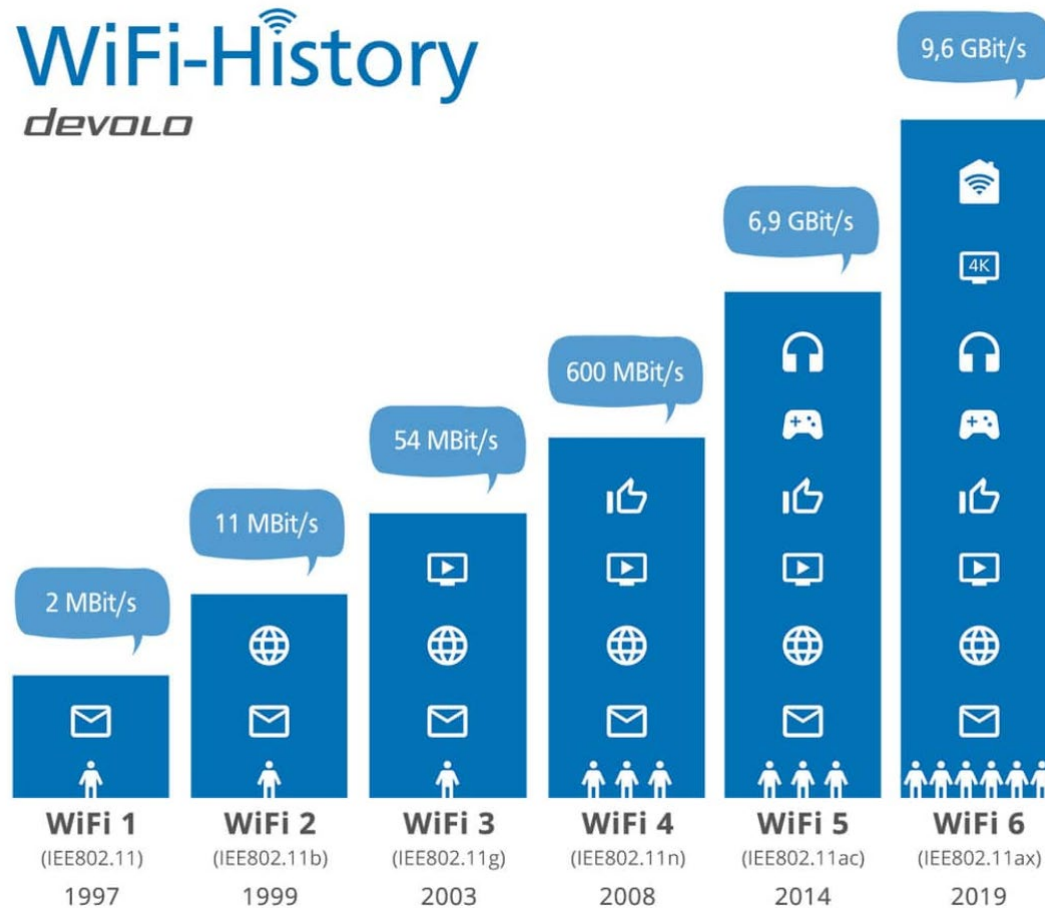 WiFi-History
devolo
9,6 GBit/s
6,9 GBit/s
4K
600 MBit/s
54 MBit/s
11 MBit/s
2 MBit/s
WiFi 1 WiFi 2 WiFi 3 WiFi 4 WiFi 5 WiFi 6
(IEE802.11) (IEE802.11b) (IEE802.11g) (IEE802.11n) (IEE802.11ac) (IEE802.11ax)
1997 1999 2003 2008 2014 2019